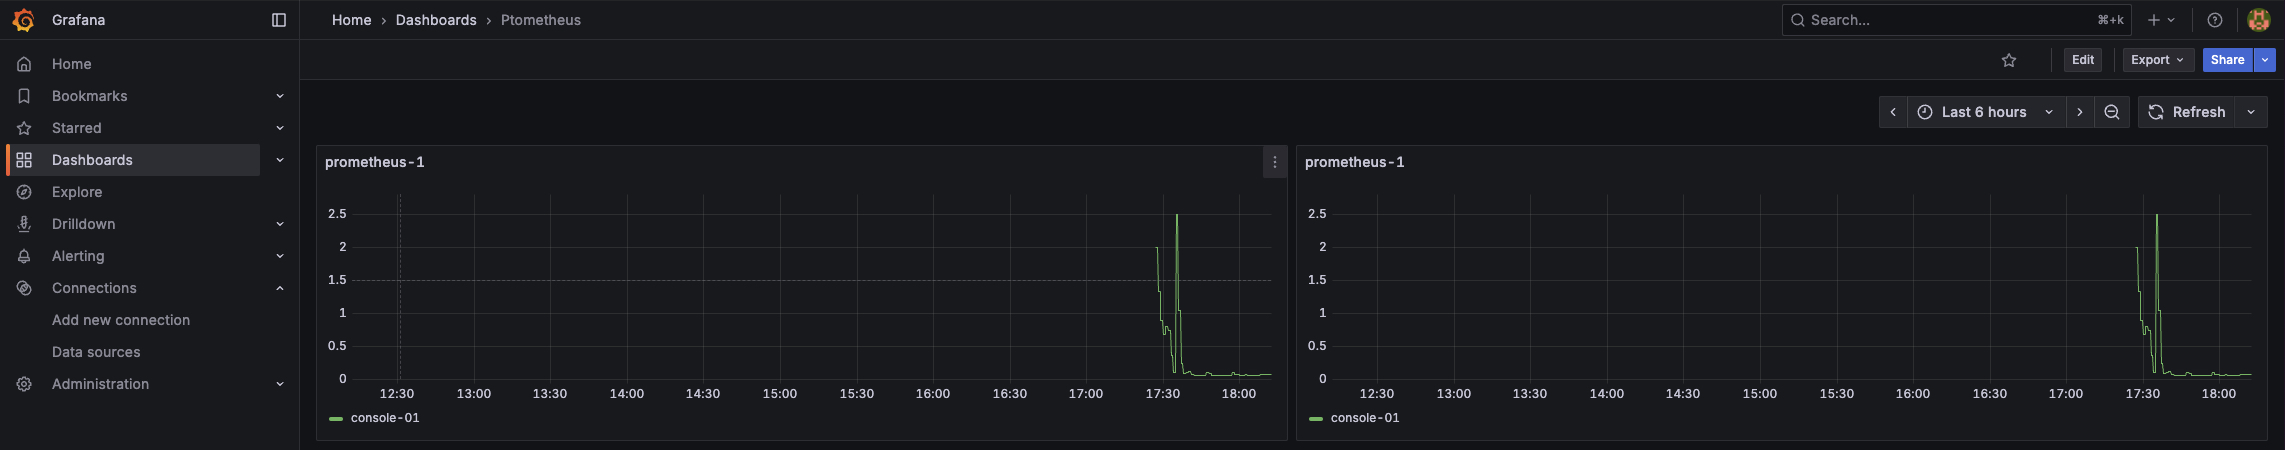 Grafana
Home › Dashboards › Ptometheus
Search...
⌘+k
Home
Bookmarks
Starred
Dashboards
Explore
Drilldown
Alerting
Connections
Add new connection
Data sources
Administration
Edit
Export
Share
Last 6 hours
Refresh
prometheus-1
2.5
2
1.5
1
0.5
0
12:30 13:00 13:30 14:00 14:30 15:00 15:30 16:00 16:30 17:00 17:30 18:00
console-01
prometheus-1
2.5
2
1.5
1
0.5
0
12:30 13:00 13:30 14:00 14:30 15:00 15:30 16:00 16:30 17:00 17:30 18:00
console-01